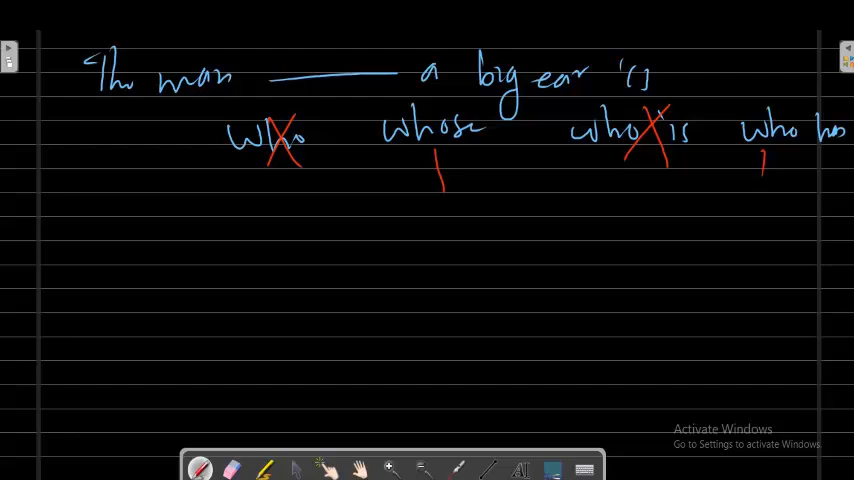 The man ——— a big ear is
who whose who is who has
Activate Windows
Go to Settings to activate Windows.